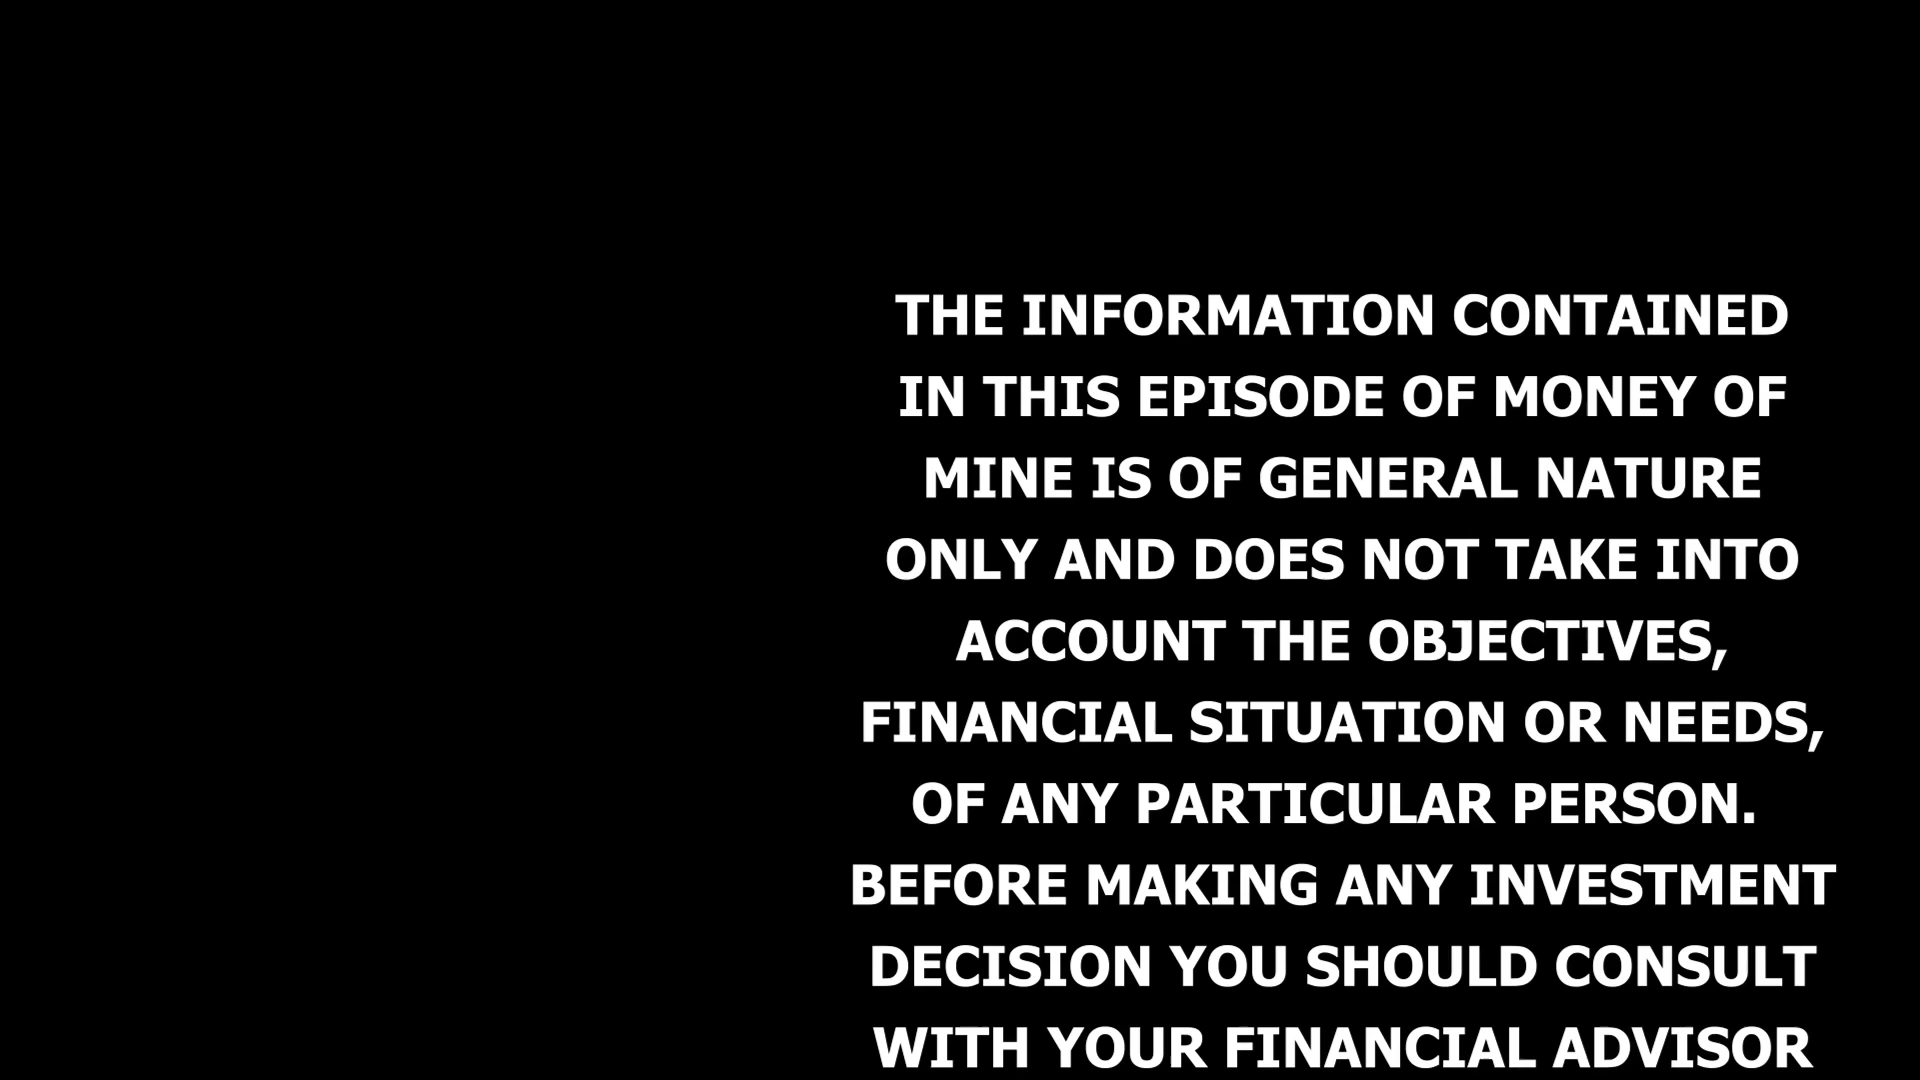 THE INFORMATION CONTAINED
IN THIS EPISODE OF MONEY OF
MINE IS OF GENERAL NATURE
ONLY AND DOES NOT TAKE INTO
ACCOUNT THE OBJECTIVES,
FINANCIAL SITUATION OR NEEDS,
OF ANY PARTICULAR PERSON.
BEFORE MAKING ANY INVESTMENT
DECISION YOU SHOULD CONSULT
WITH YOUR FINANCIAL ADVISOR